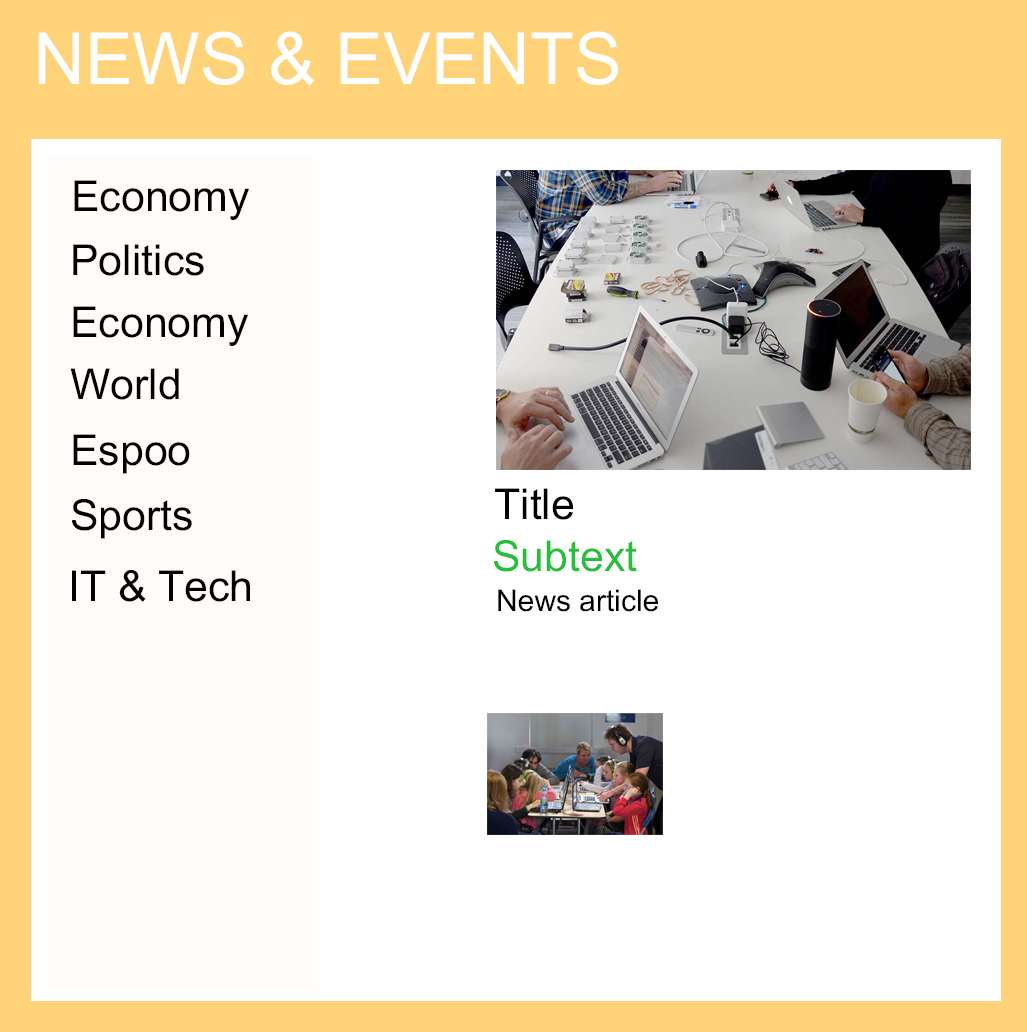 NEWS & EVENTS
Economy
Politics
Economy
World
Espoo
Sports
IT & Tech
Title
Subtext
News article